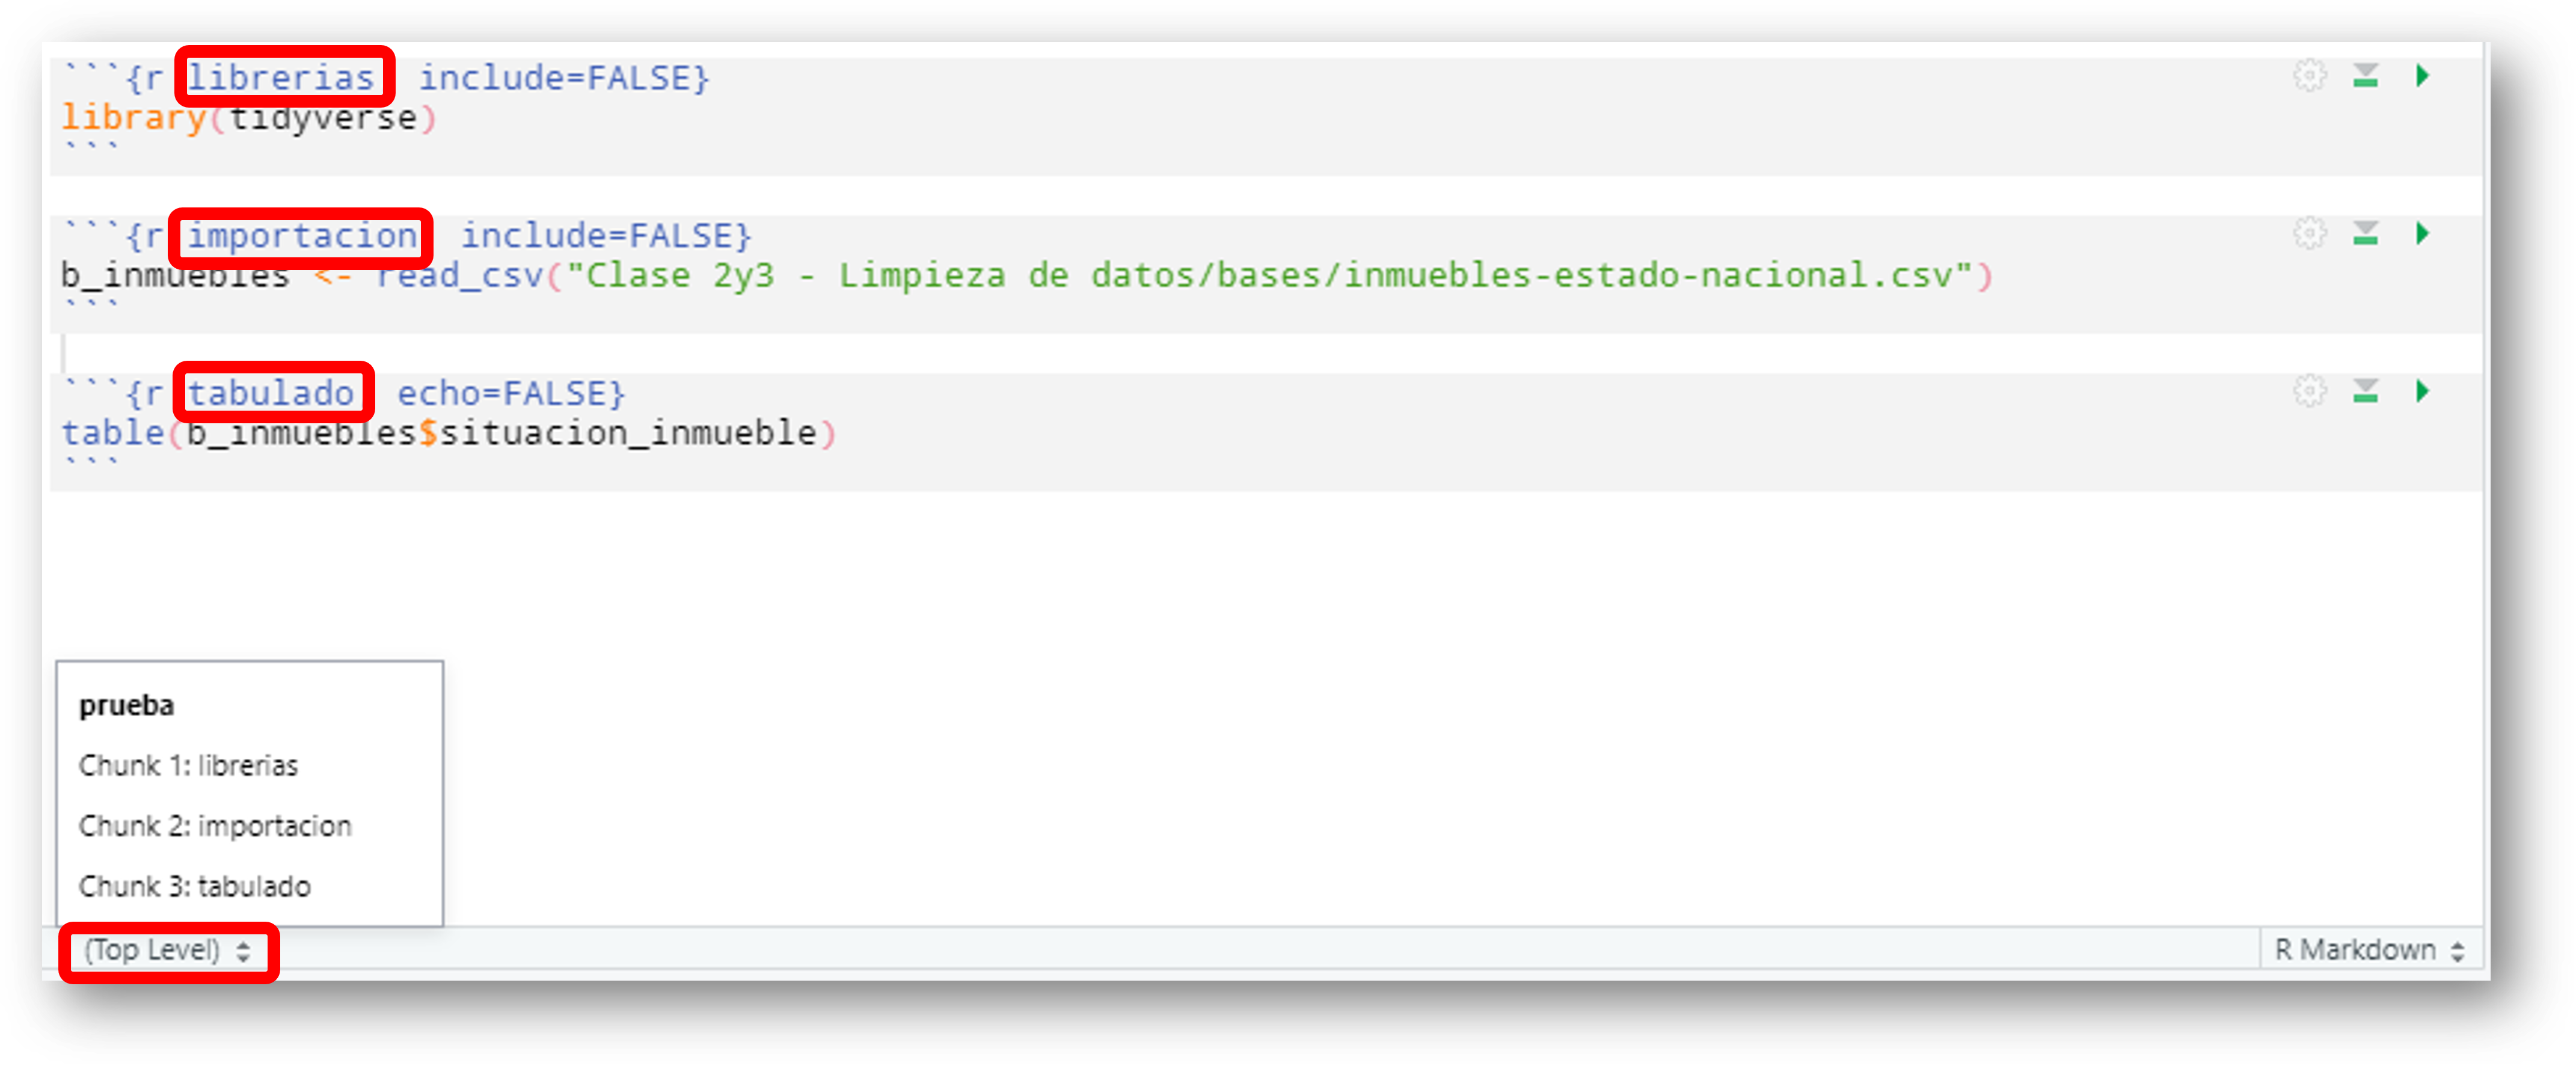 ```{r librerias  include=FALSE}
library(tidyverse)
```
```{r importacion  include=FALSE}
b_inmuebles <- read_csv("Clase 2y3 - Limpieza de datos/bases/inmuebles-estado-nacional.csv")
```
```{r tabulado  echo=FALSE}
table(b_inmuebles$situacion_inmueble)
```
prueba
Chunk 1: librerias
Chunk 2: importacion
Chunk 3: tabulado
(Top Level)
R Markdown